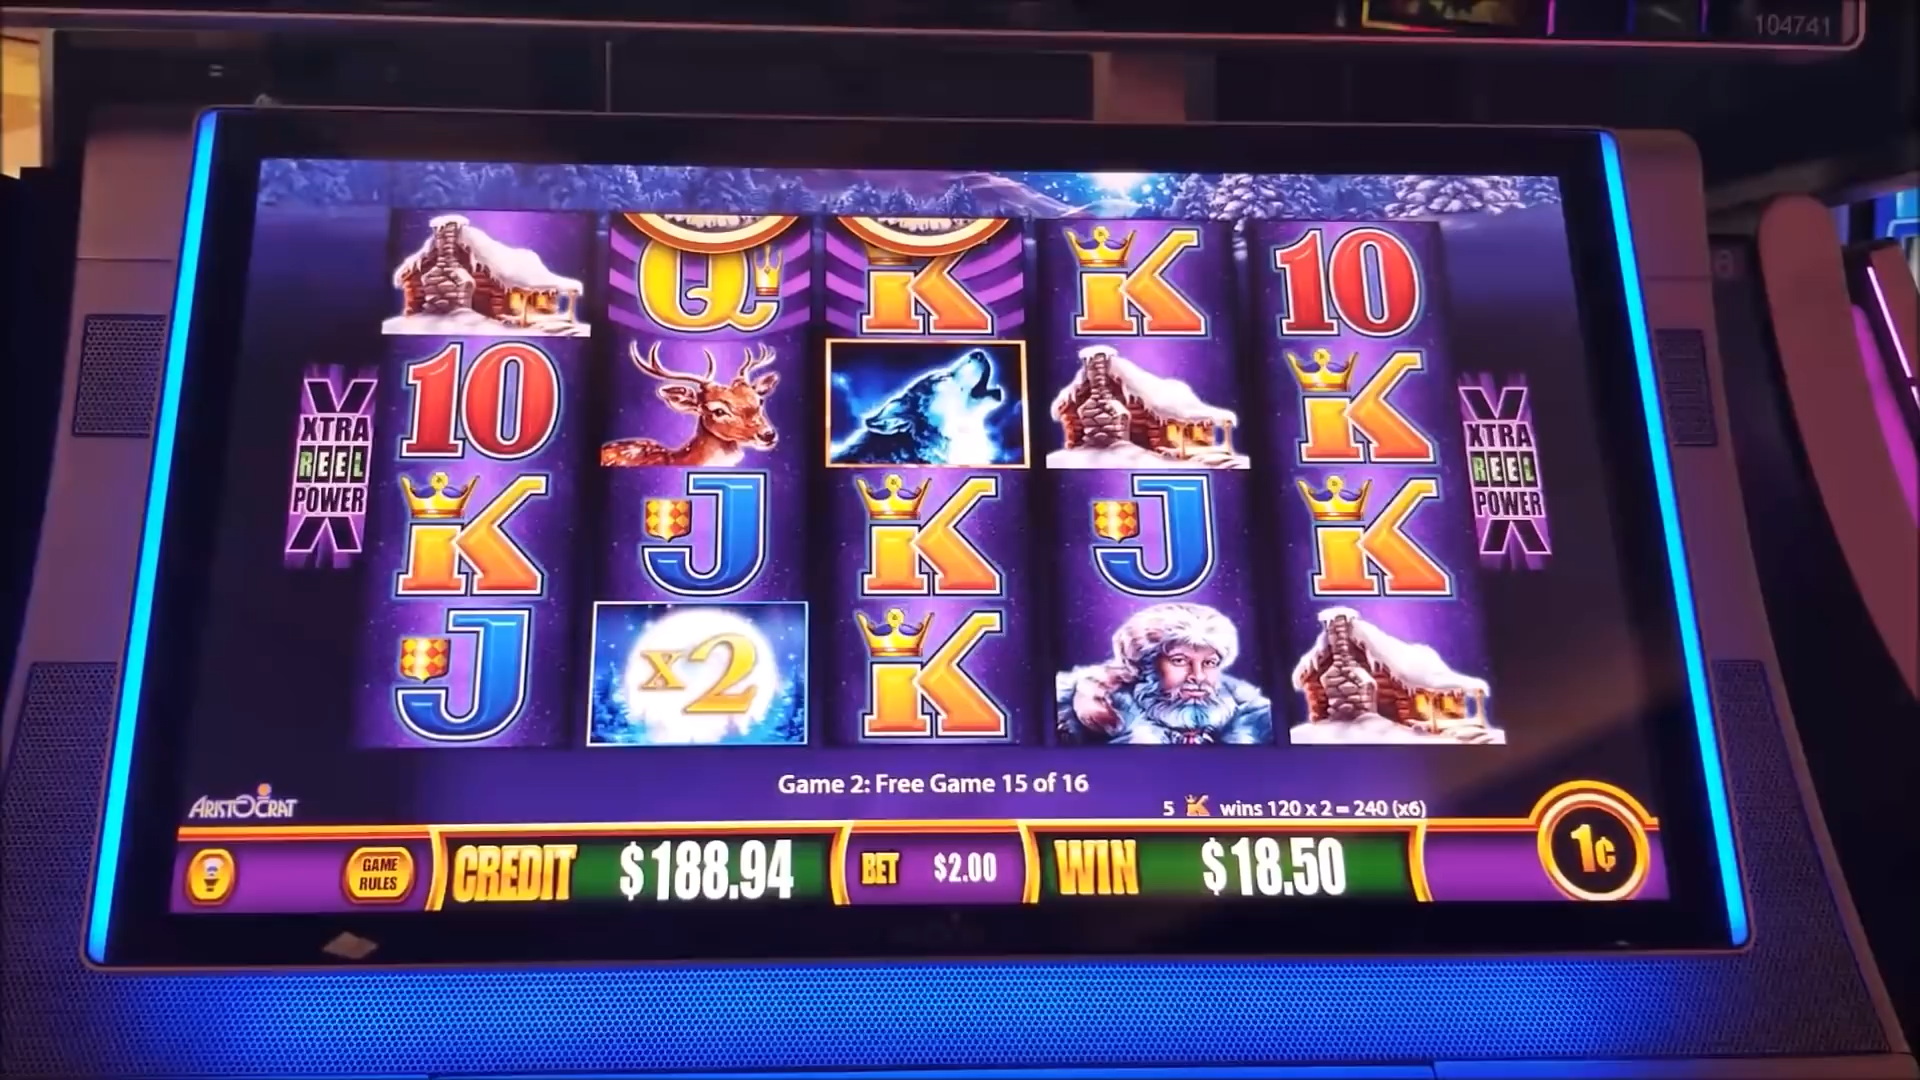 104741
Q K K 10
10 K
K J K J K
J x2 K
XTRA
REEL
POWER
X
XTRA
REEL
POWER
X
Game 2: Free Game 15 of 16
ARISTOCRAT
5 K wins 120 x 2 = 240 (x6)
GAME
RULES
CREDIT $188.94 BET $2.00 WIN $18.50 1¢